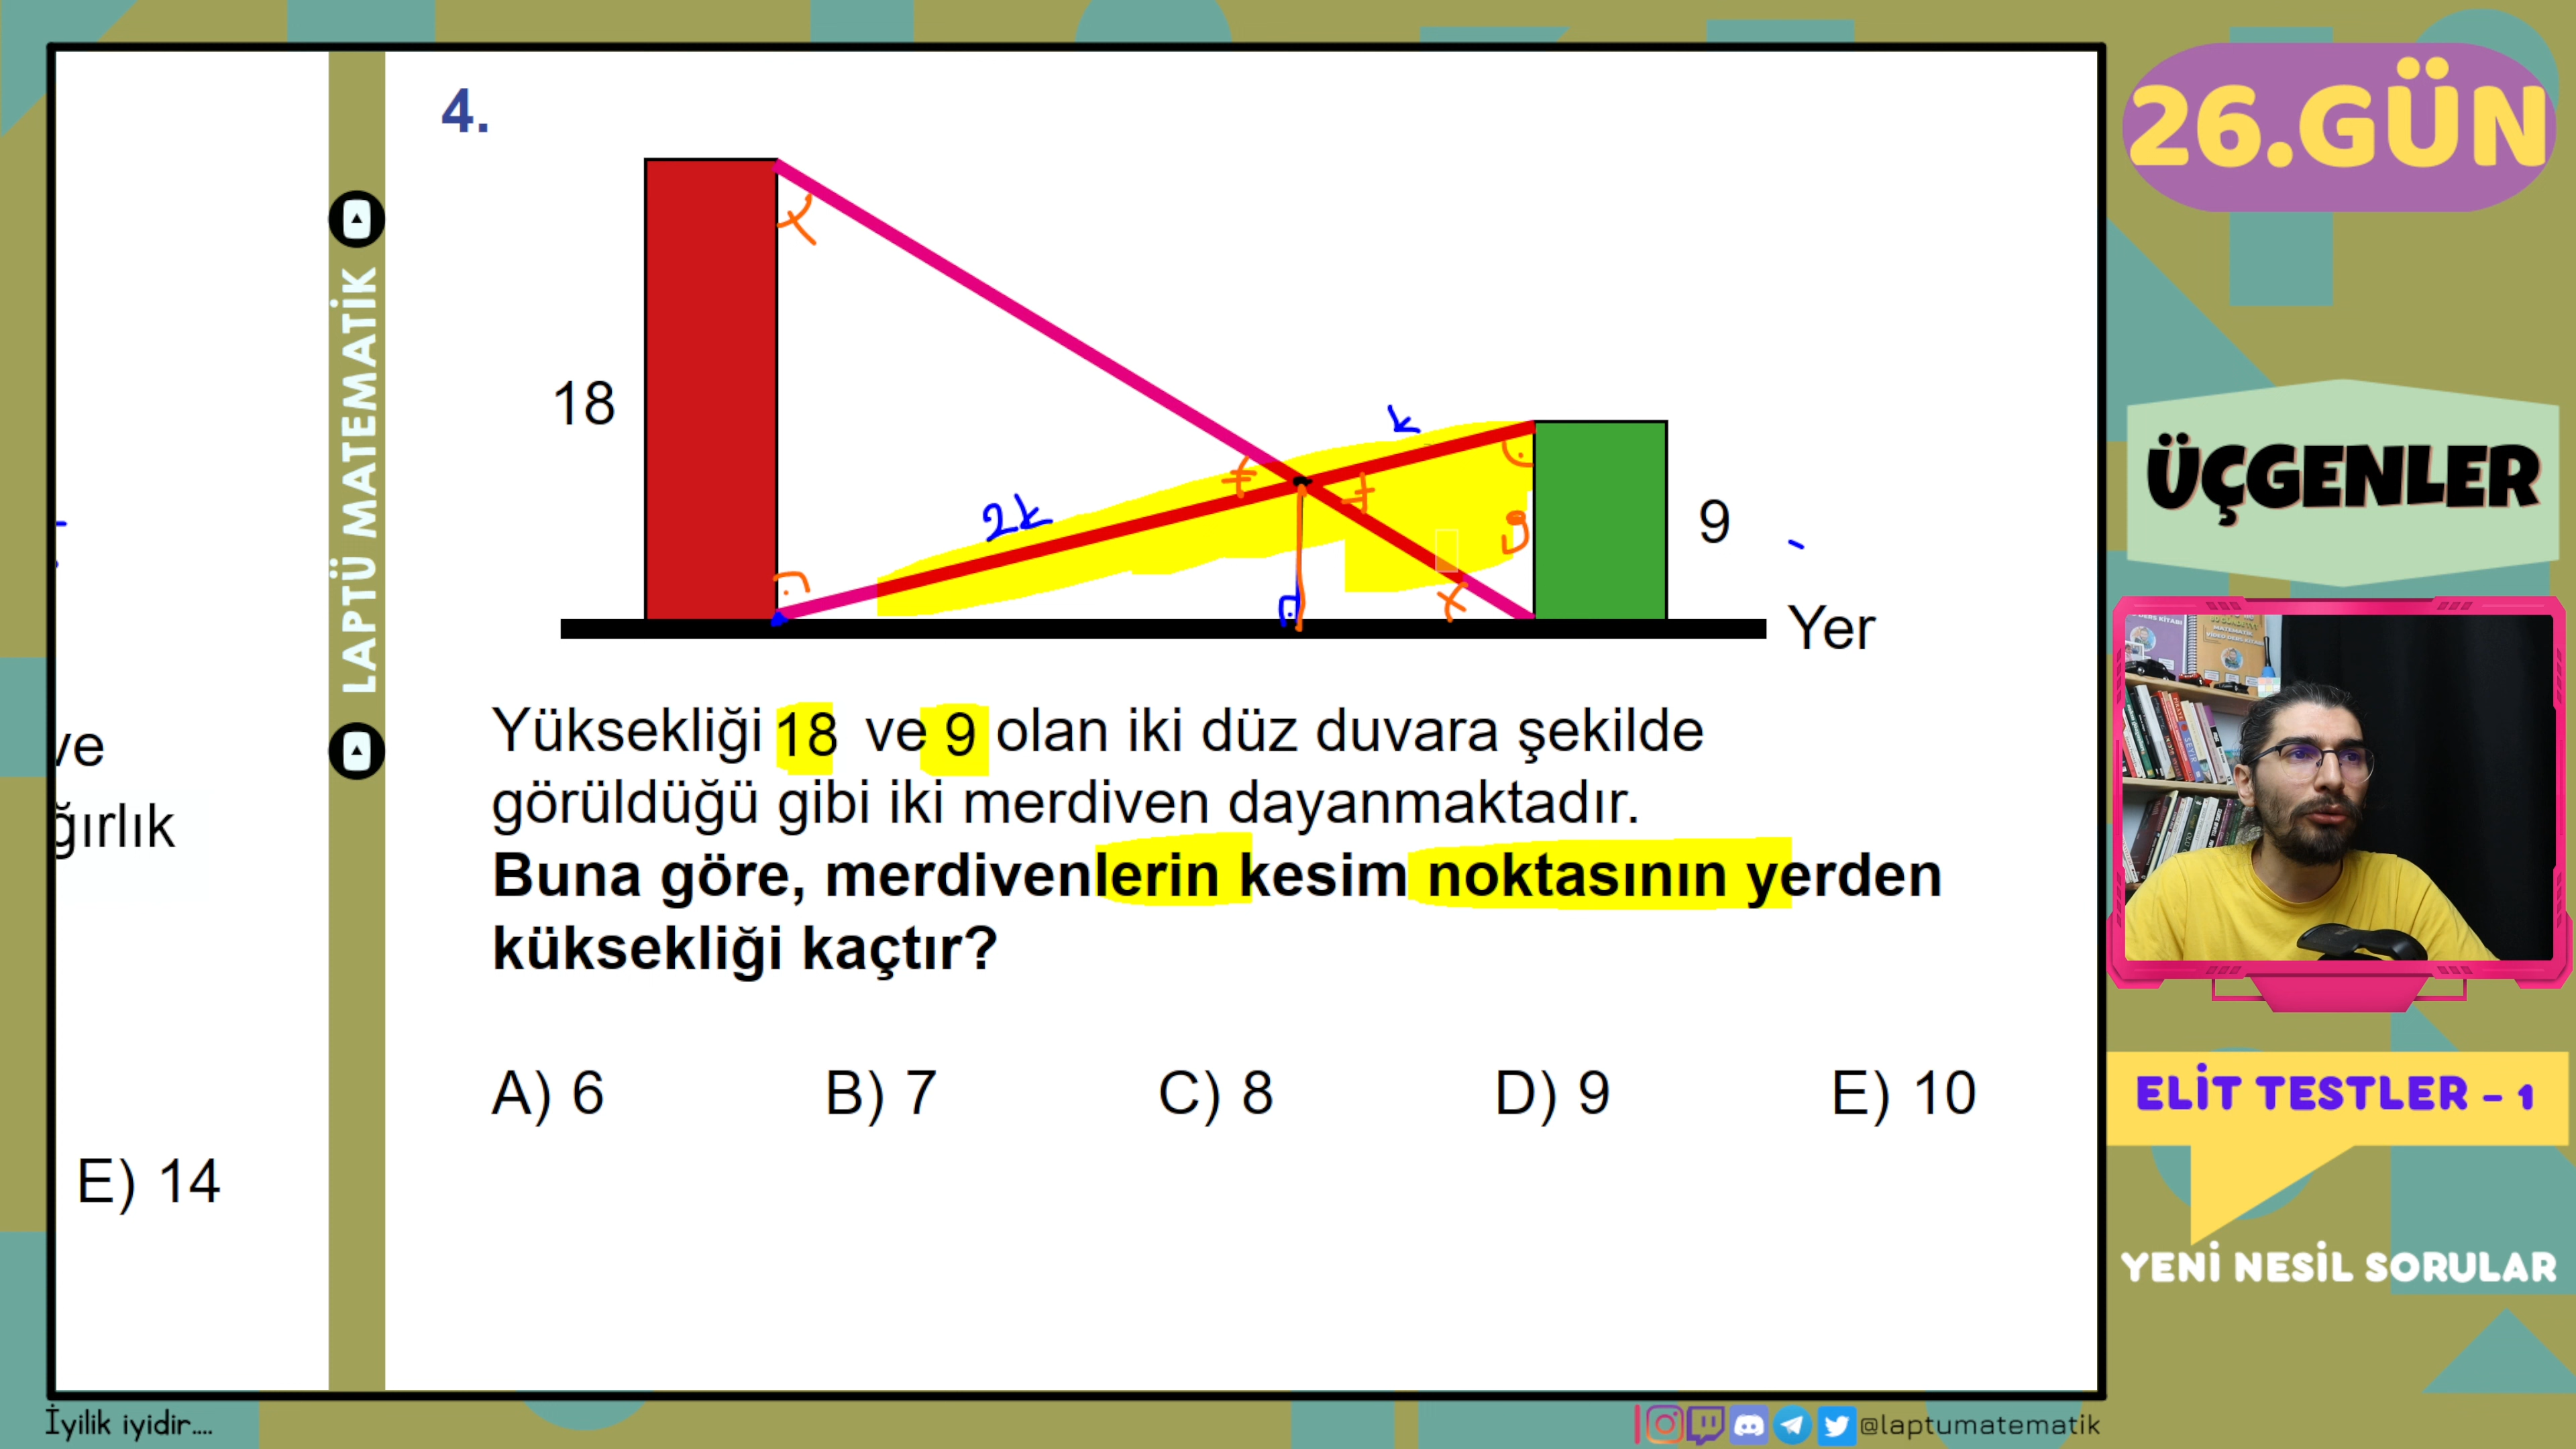 4.
18
9
Yer
2k
k
9
LAPTÜ MATEMATİK
Yüksekliği 18 ve 9 olan iki düz duvara şekilde
görüldüğü gibi iki merdiven dayanmaktadır.
Buna göre, merdivenlerin kesim noktasının yerden
küksekliği kaçtır?
A) 6 B) 7 C) 8 D) 9 E) 10
ve
ğırlık
E) 14
26.GÜN
ÜÇGENLER
ELİT TESTLER - 1
YENİ NESİL SORULAR
İyilik iyidir....
@laptumatematik